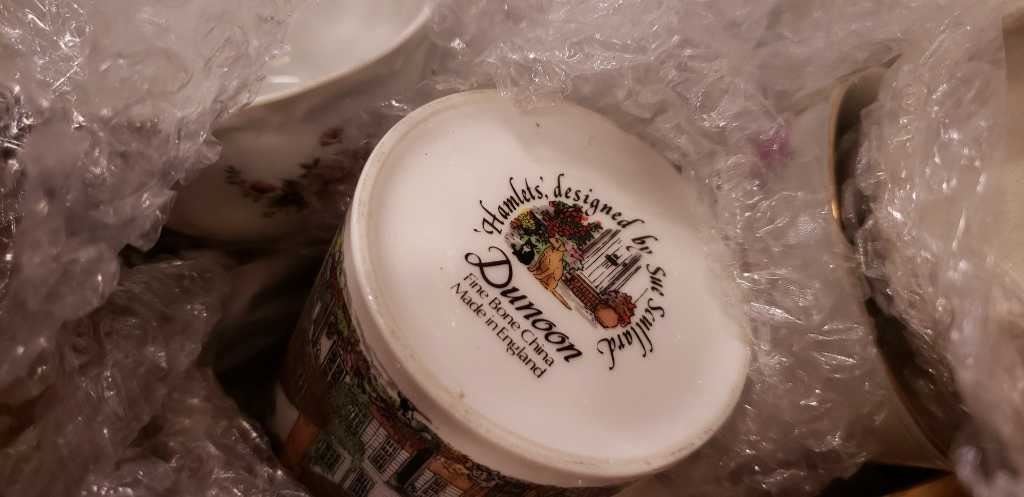 'Hamlets', designed by Sue Scullard
Dunoon
Fine Bone China
Made in England